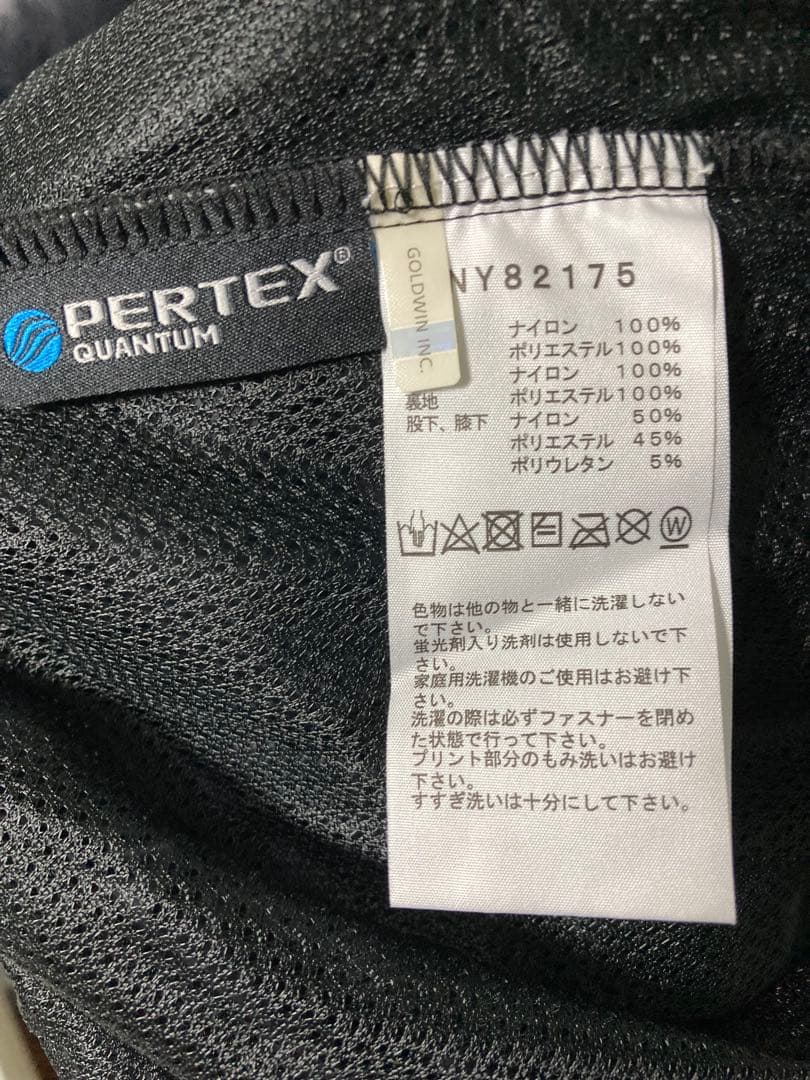 PERTEX®
QUANTUM
GOLDWIN INC.
NY82175
ナイロン 100%
ポリエステル100%
ナイロン 100%
裏地 ポリエステル100%
股下、膝下 ナイロン 50%
ポリエステル 45%
ポリウレタン 5%
W
色物は他の物と一緒に洗濯しない
で下さい。
蛍光剤入り洗剤は使用しないで下
さい。
家庭用洗濯機のご使用はお避け下
さい。
洗濯の際は必ずファスナーを閉め
た状態で行って下さい。
プリント部分のもみ洗いはお避け
下さい。
すすぎ洗いは十分にして下さい。